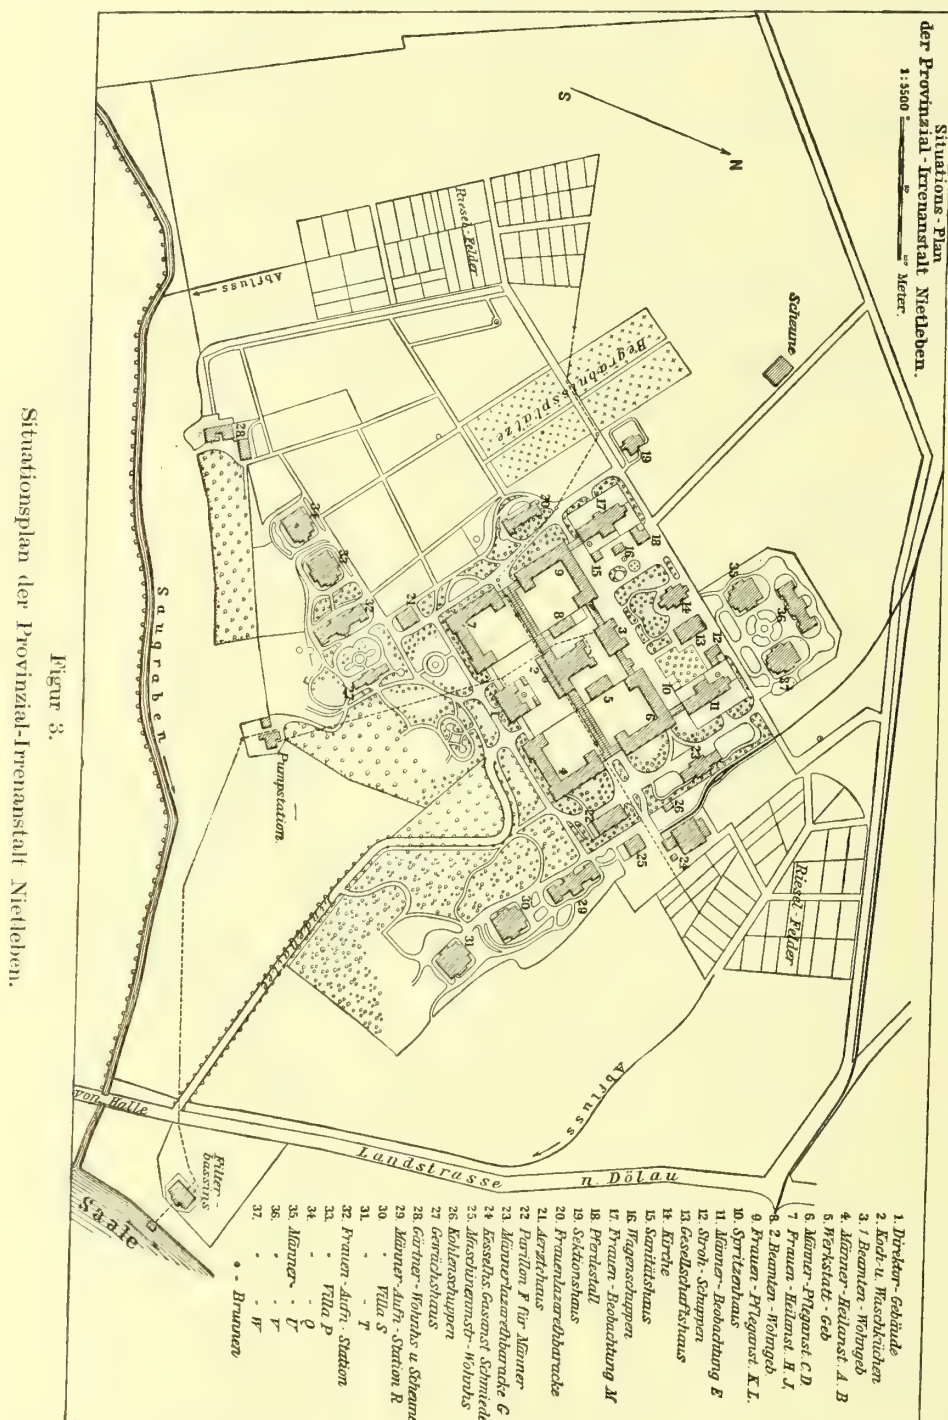 Situations-Plan
der Provinzial-Irrenanstalt Nietleben.
1:5500
Meter.
S
N
Scheune
Riesel-Felder
Abfluss
Begräbnissplätze
Saugraben
Pumpstation.
Riesel-Felder
Abfluss
Landstrasse
n. Dölau
von Halle
Filter-
bassins
Saale
1. Direktor-Gebäude
2. Koch- u. Waschküchen
3. 1 Beamten-Wohngeb
4. Männer-Heilanst. A. B
5. Werkstatt-Geb
6. Männer-Pfleganst. C. D.
7. Frauen-Heilanst. H. J.
8. 2. Beamten-Wohngeb.
9. Frauen-Pfleganst. K. L.
10. Spritzenhaus
11. Männer-Beobachtung E
12. Stroh-Schuppen
13. Gesellschaftshaus
14. Kirche
15. Sanitätshaus
16. Wagenschuppen
17. Frauen-Beobachtung M
18. Pferdestall
19. Sektionshaus
20. Frauenlazarethbaracke
21. Aerztehaus
22. Pavillon F für Männer
23. Männerlazarethbaracke G
24. Kesselhs. Gasanst Schmiede
25. Maschinenmstr-Wohnhs
26. Kohlenschuppen
27. Gewächshaus
28. Gärtner-Wohnhs u Scheune
29. Männer-Aufn-Station R
30. " Villa S
31. " " T
32. Frauen-Aufn-Station
33. " Villa P
34. " " Q
35. Männer- " U
36. " " V
37. " " W
• - Brunnen
Figur 3.
Situationsplan der Provinzial-Irrenanstalt Nietleben.